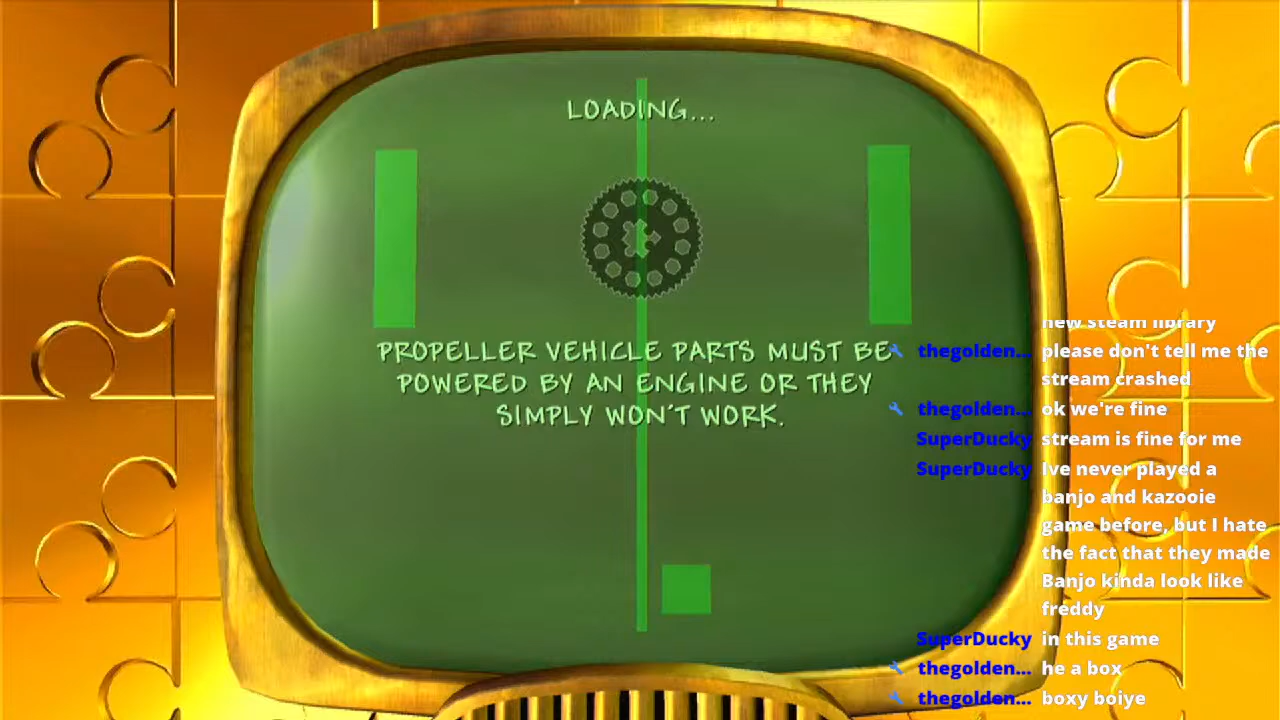 LOADING...
PROPELLER VEHICLE PARTS MUST BE
POWERED BY AN ENGINE OR THEY
SIMPLY WON'T WORK.
new steam library
thegolden... please don't tell me the
stream crashed
thegolden... ok we're fine
SuperDucky stream is fine for me
SuperDucky Ive never played a
banjo and kazooie
game before, but I hate
the fact that they made
Banjo kinda look like
freddy
SuperDucky in this game
thegolden... he a box
thegolden... boxy boiye